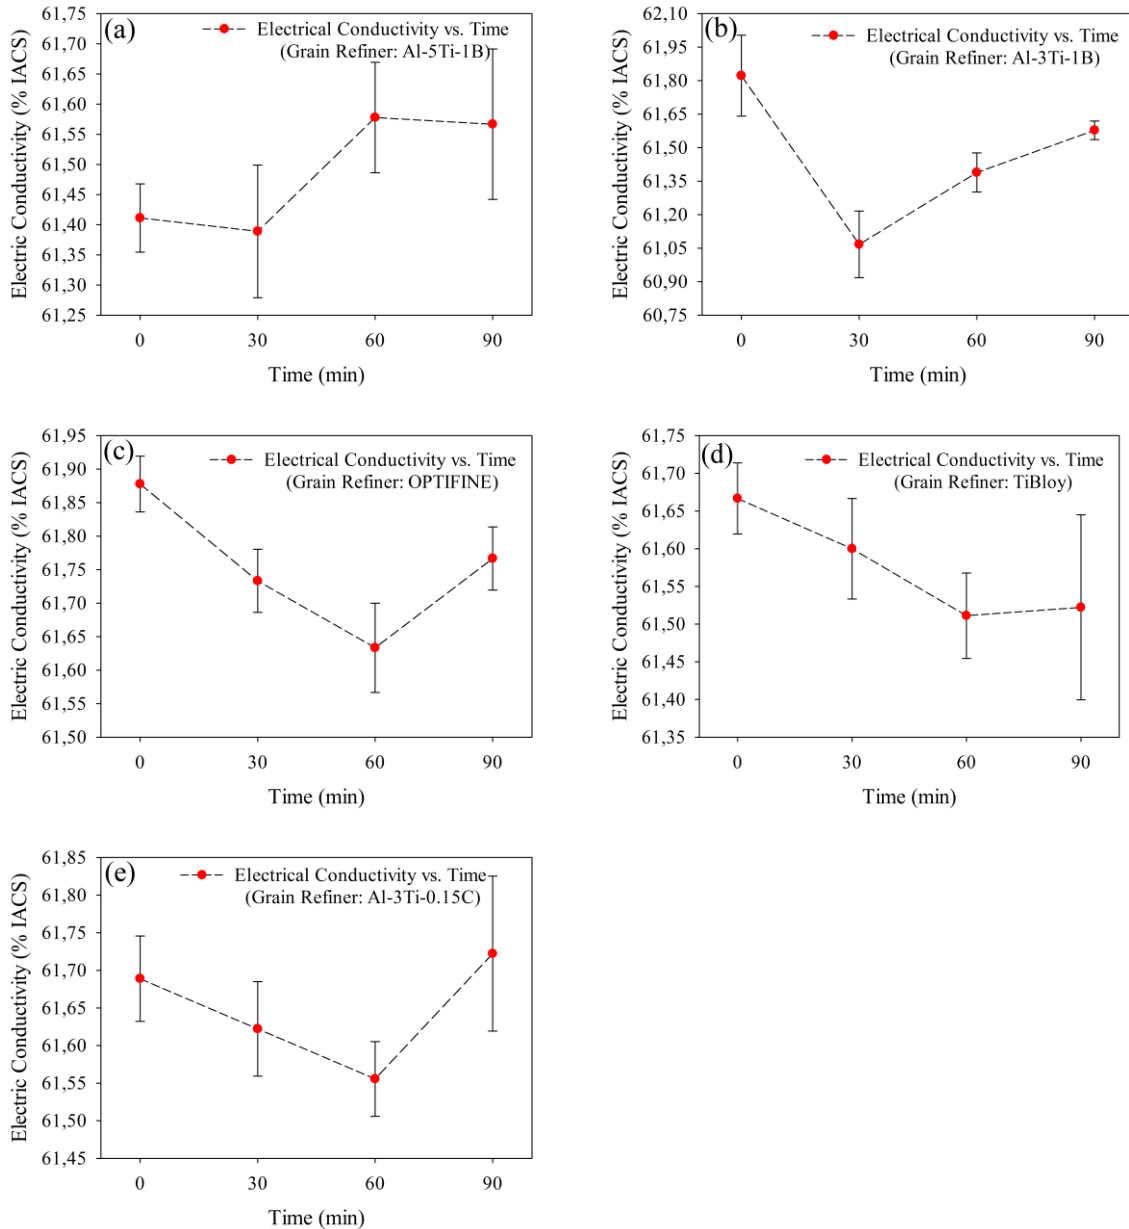 (a)
Electrical Conductivity vs. Time
(Grain Refiner: Al-5Ti-1B)
Electric Conductivity (% IACS)
61,75
61,70
61,65
61,60
61,55
61,50
61,45
61,40
61,35
61,30
61,25
0 30 60 90
Time (min)
(b)
Electrical Conductivity vs. Time
(Grain Refiner: Al-3Ti-1B)
Electric Conductivity (% IACS)
62,10
61,95
61,80
61,65
61,50
61,35
61,20
61,05
60,90
60,75
0 30 60 90
Time (min)
(c)
Electrical Conductivity vs. Time
(Grain Refiner: OPTIFINE)
Electric Conductivity (% IACS)
61,95
61,90
61,85
61,80
61,75
61,70
61,65
61,60
61,55
61,50
0 30 60 90
Time (min)
(d)
Electrical Conductivity vs. Time
(Grain Refiner: TiBloy)
Electric Conductivity (% IACS)
61,75
61,70
61,65
61,60
61,55
61,50
61,45
61,40
61,35
0 30 60 90
Time (min)
(e)
Electrical Conductivity vs. Time
(Grain Refiner: Al-3Ti-0.15C)
Electric Conductivity (% IACS)
61,85
61,80
61,75
61,70
61,65
61,60
61,55
61,50
61,45
0 30 60 90
Time (min)